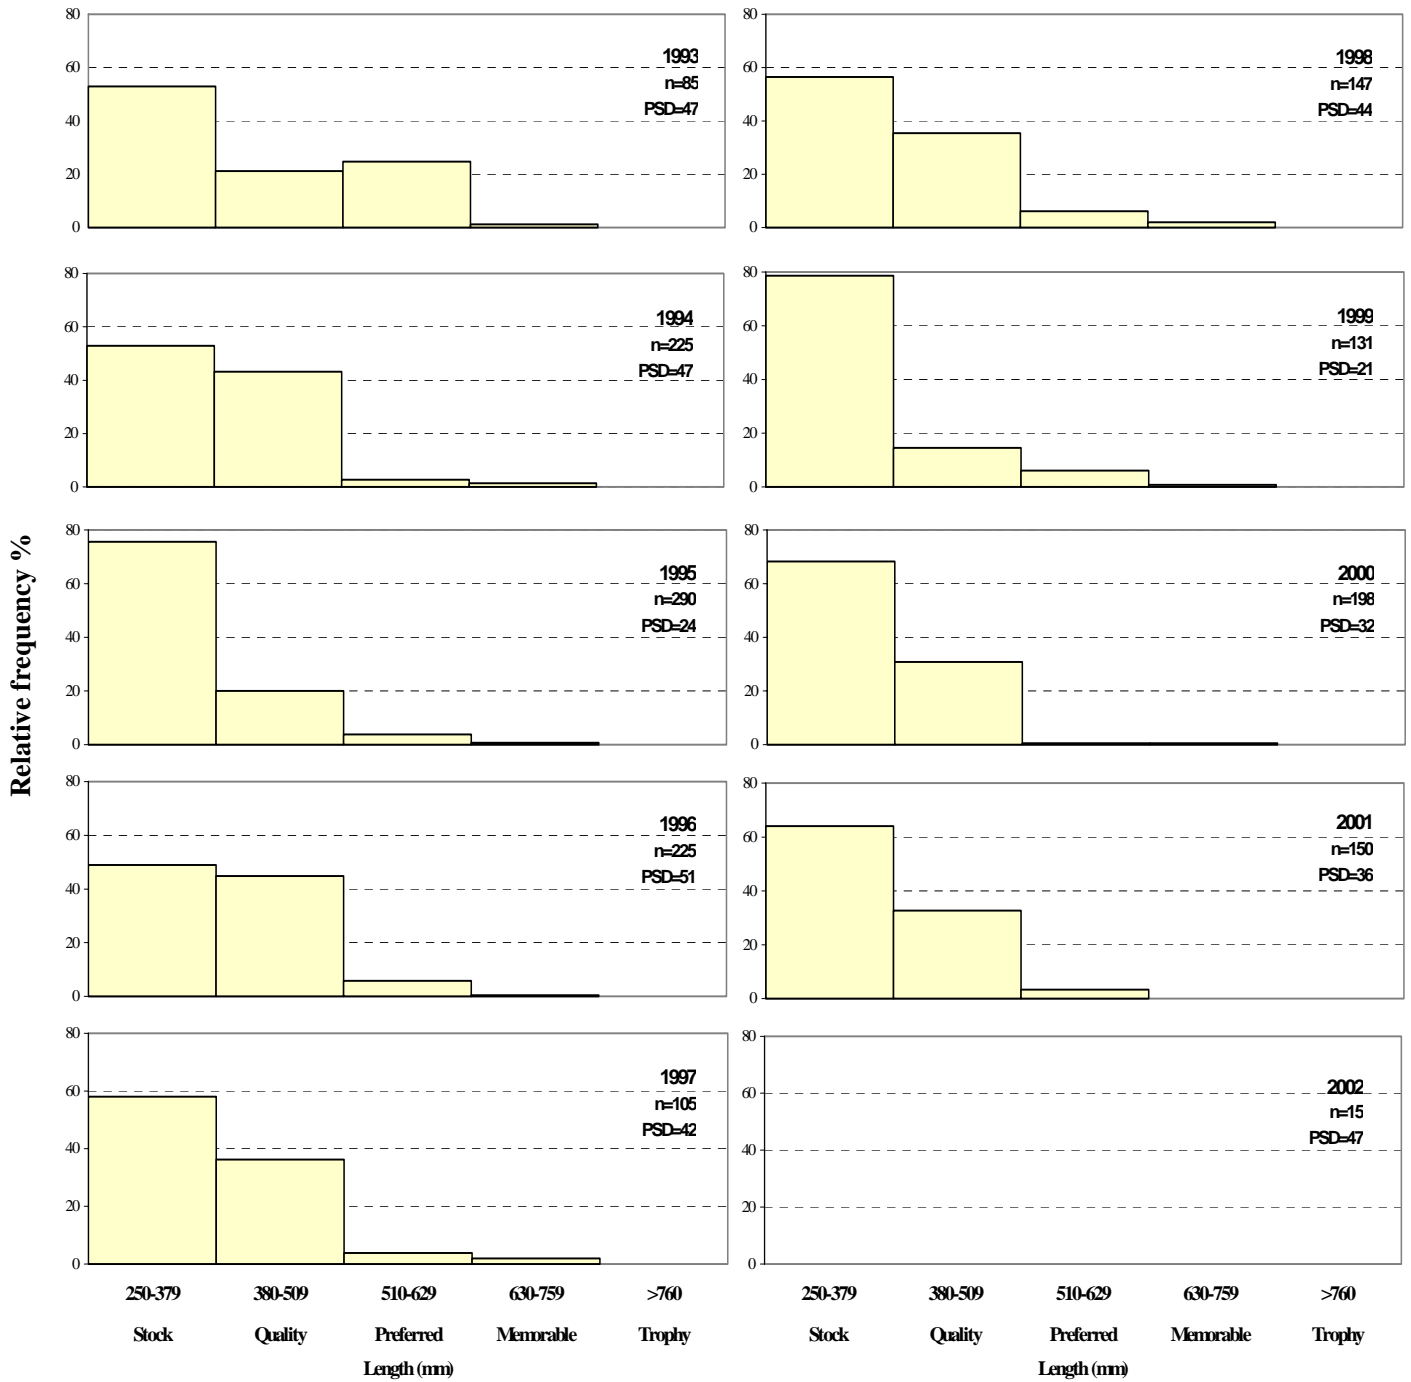 Relative frequency %
80
60
40
20
0
1993
n=85
PSD=47
80
60
40
20
0
1998
n=147
PSD=44
80
60
40
20
0
1994
n=225
PSD=47
80
60
40
20
0
1999
n=131
PSD=21
80
60
40
20
0
1995
n=290
PSD=24
80
60
40
20
0
2000
n=198
PSD=32
80
60
40
20
0
1996
n=225
PSD=51
80
60
40
20
0
2001
n=150
PSD=36
80
60
40
20
0
1997
n=105
PSD=42
80
60
40
20
0
2002
n=15
PSD=47
250-379 380-509 510-629 630-759 >760
Stock Quality Preferred Memorable Trophy
Length (mm)
250-379 380-509 510-629 630-759 >760
Stock Quality Preferred Memorable Trophy
Length (mm)